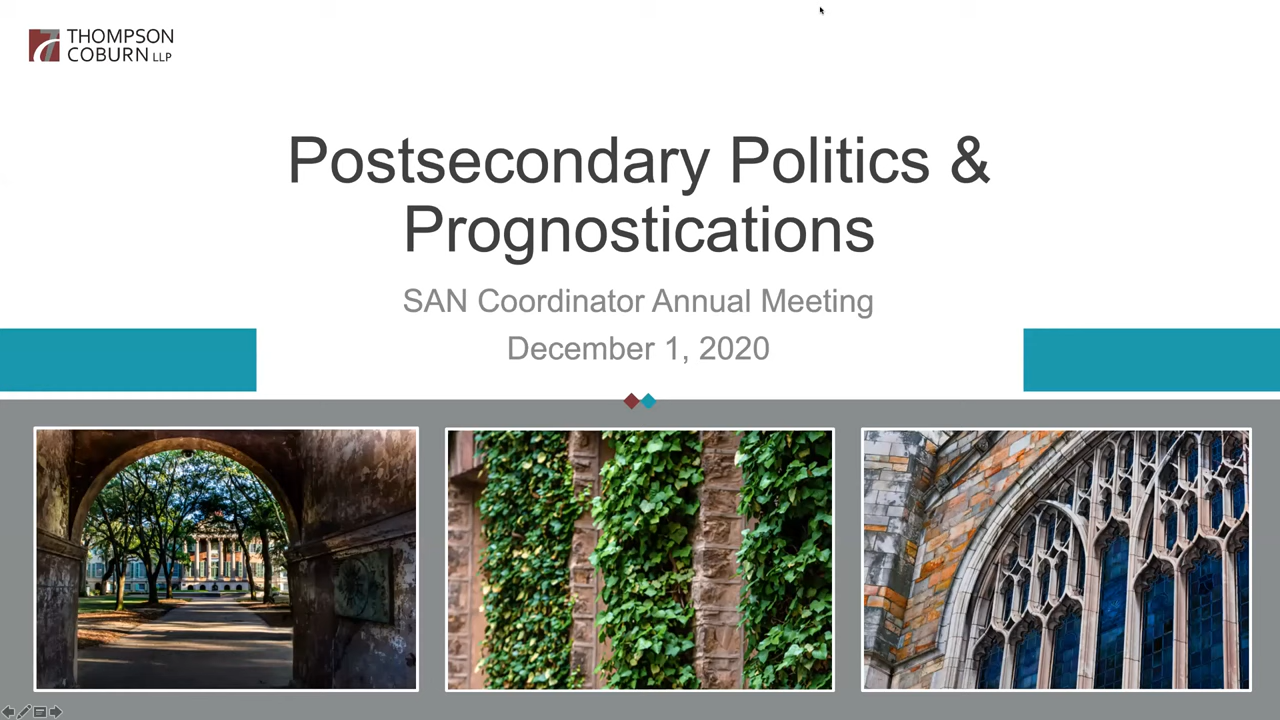 THOMPSON
COBURN LLP
Postsecondary Politics &
Prognostications
SAN Coordinator Annual Meeting
December 1, 2020